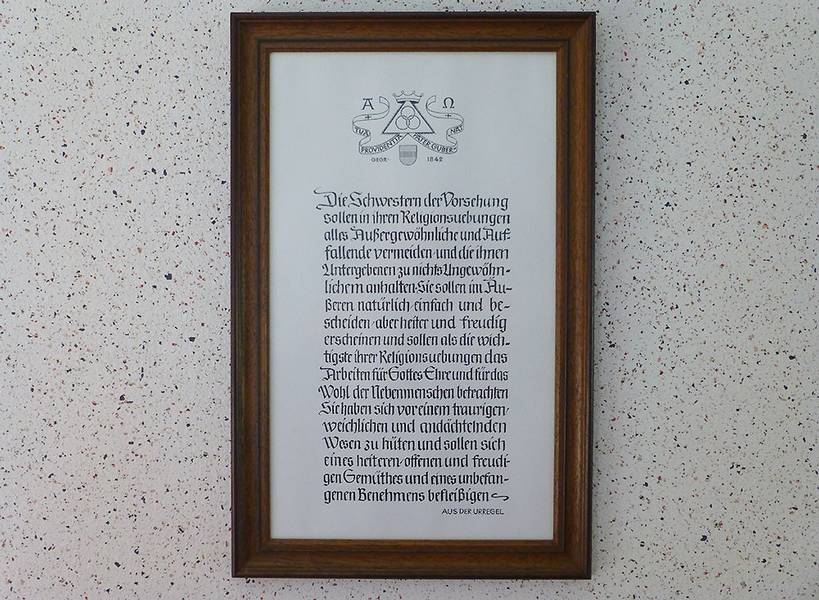 Α Ω
TUA PROVIDENTIA PATER GUBERNAT
GEGR· 1842
Die Schwestern der Vorsehung
sollen in ihren Religionsuebungen
alles Außergewöhnliche und Auf-
fallende vermeiden und die ihnen
Untergebenen zu nichts Ungewöhn-
lichem anhalten·Sie sollen im Äu-
ßeren natürlich·einfach und be-
scheiden·aber heiter und freudig
erscheinen und sollen als die wich-
tigste ihrer Religionsuebungen das
Arbeiten für Gottes Ehre und für das
Wohl der Nebenmenschen betrachten
Sie haben sich vor einem traurigen·
weichlichen und andächtelnden
Wesen zu hüten und sollen sich
eines heiteren·offenen und freudi-
gen Gemüthes und eines unbefan-
genen Benehmens befleißigen
AUS DER URREGEL